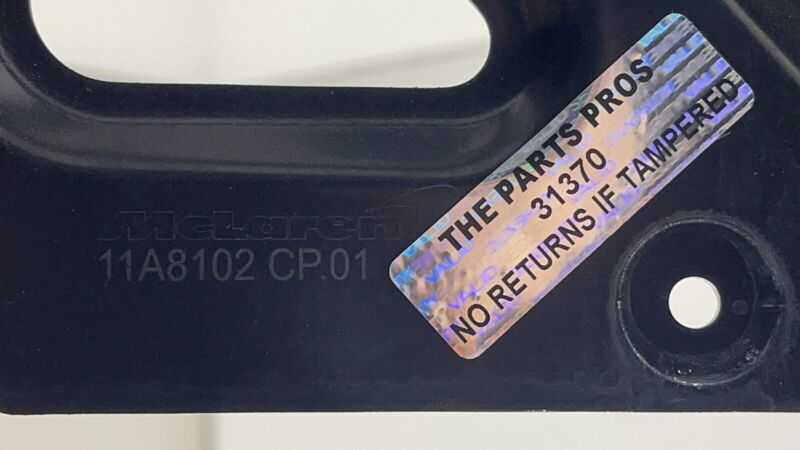 McLaren
11A8102 CP.01
THE PARTS PROS
31370
NO RETURNS IF TAMPERED